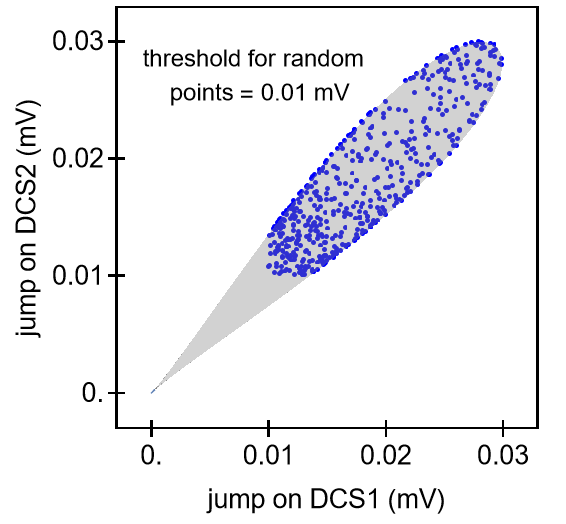 0.03
threshold for random
points = 0.01 mV
0.02
jump on DCS2 (mV)
0.01
0.
0.
0.01
0.02
0.03
jump on DCS1 (mV)